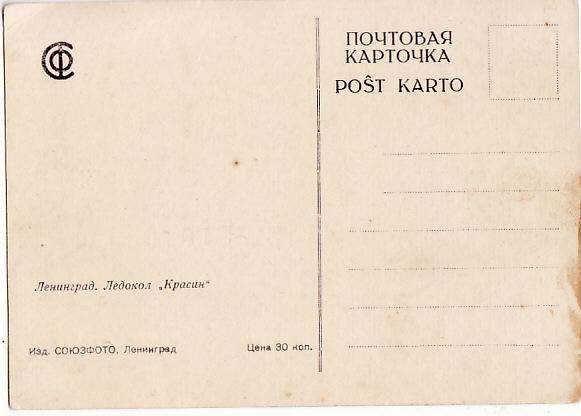 ПОЧТОВАЯ
КАРТОЧКА
POŜT KARTO
Ленинград. Ледокол „Красин“
Изд. СОЮЗФОТО, Ленинград
Цена 30 коп.